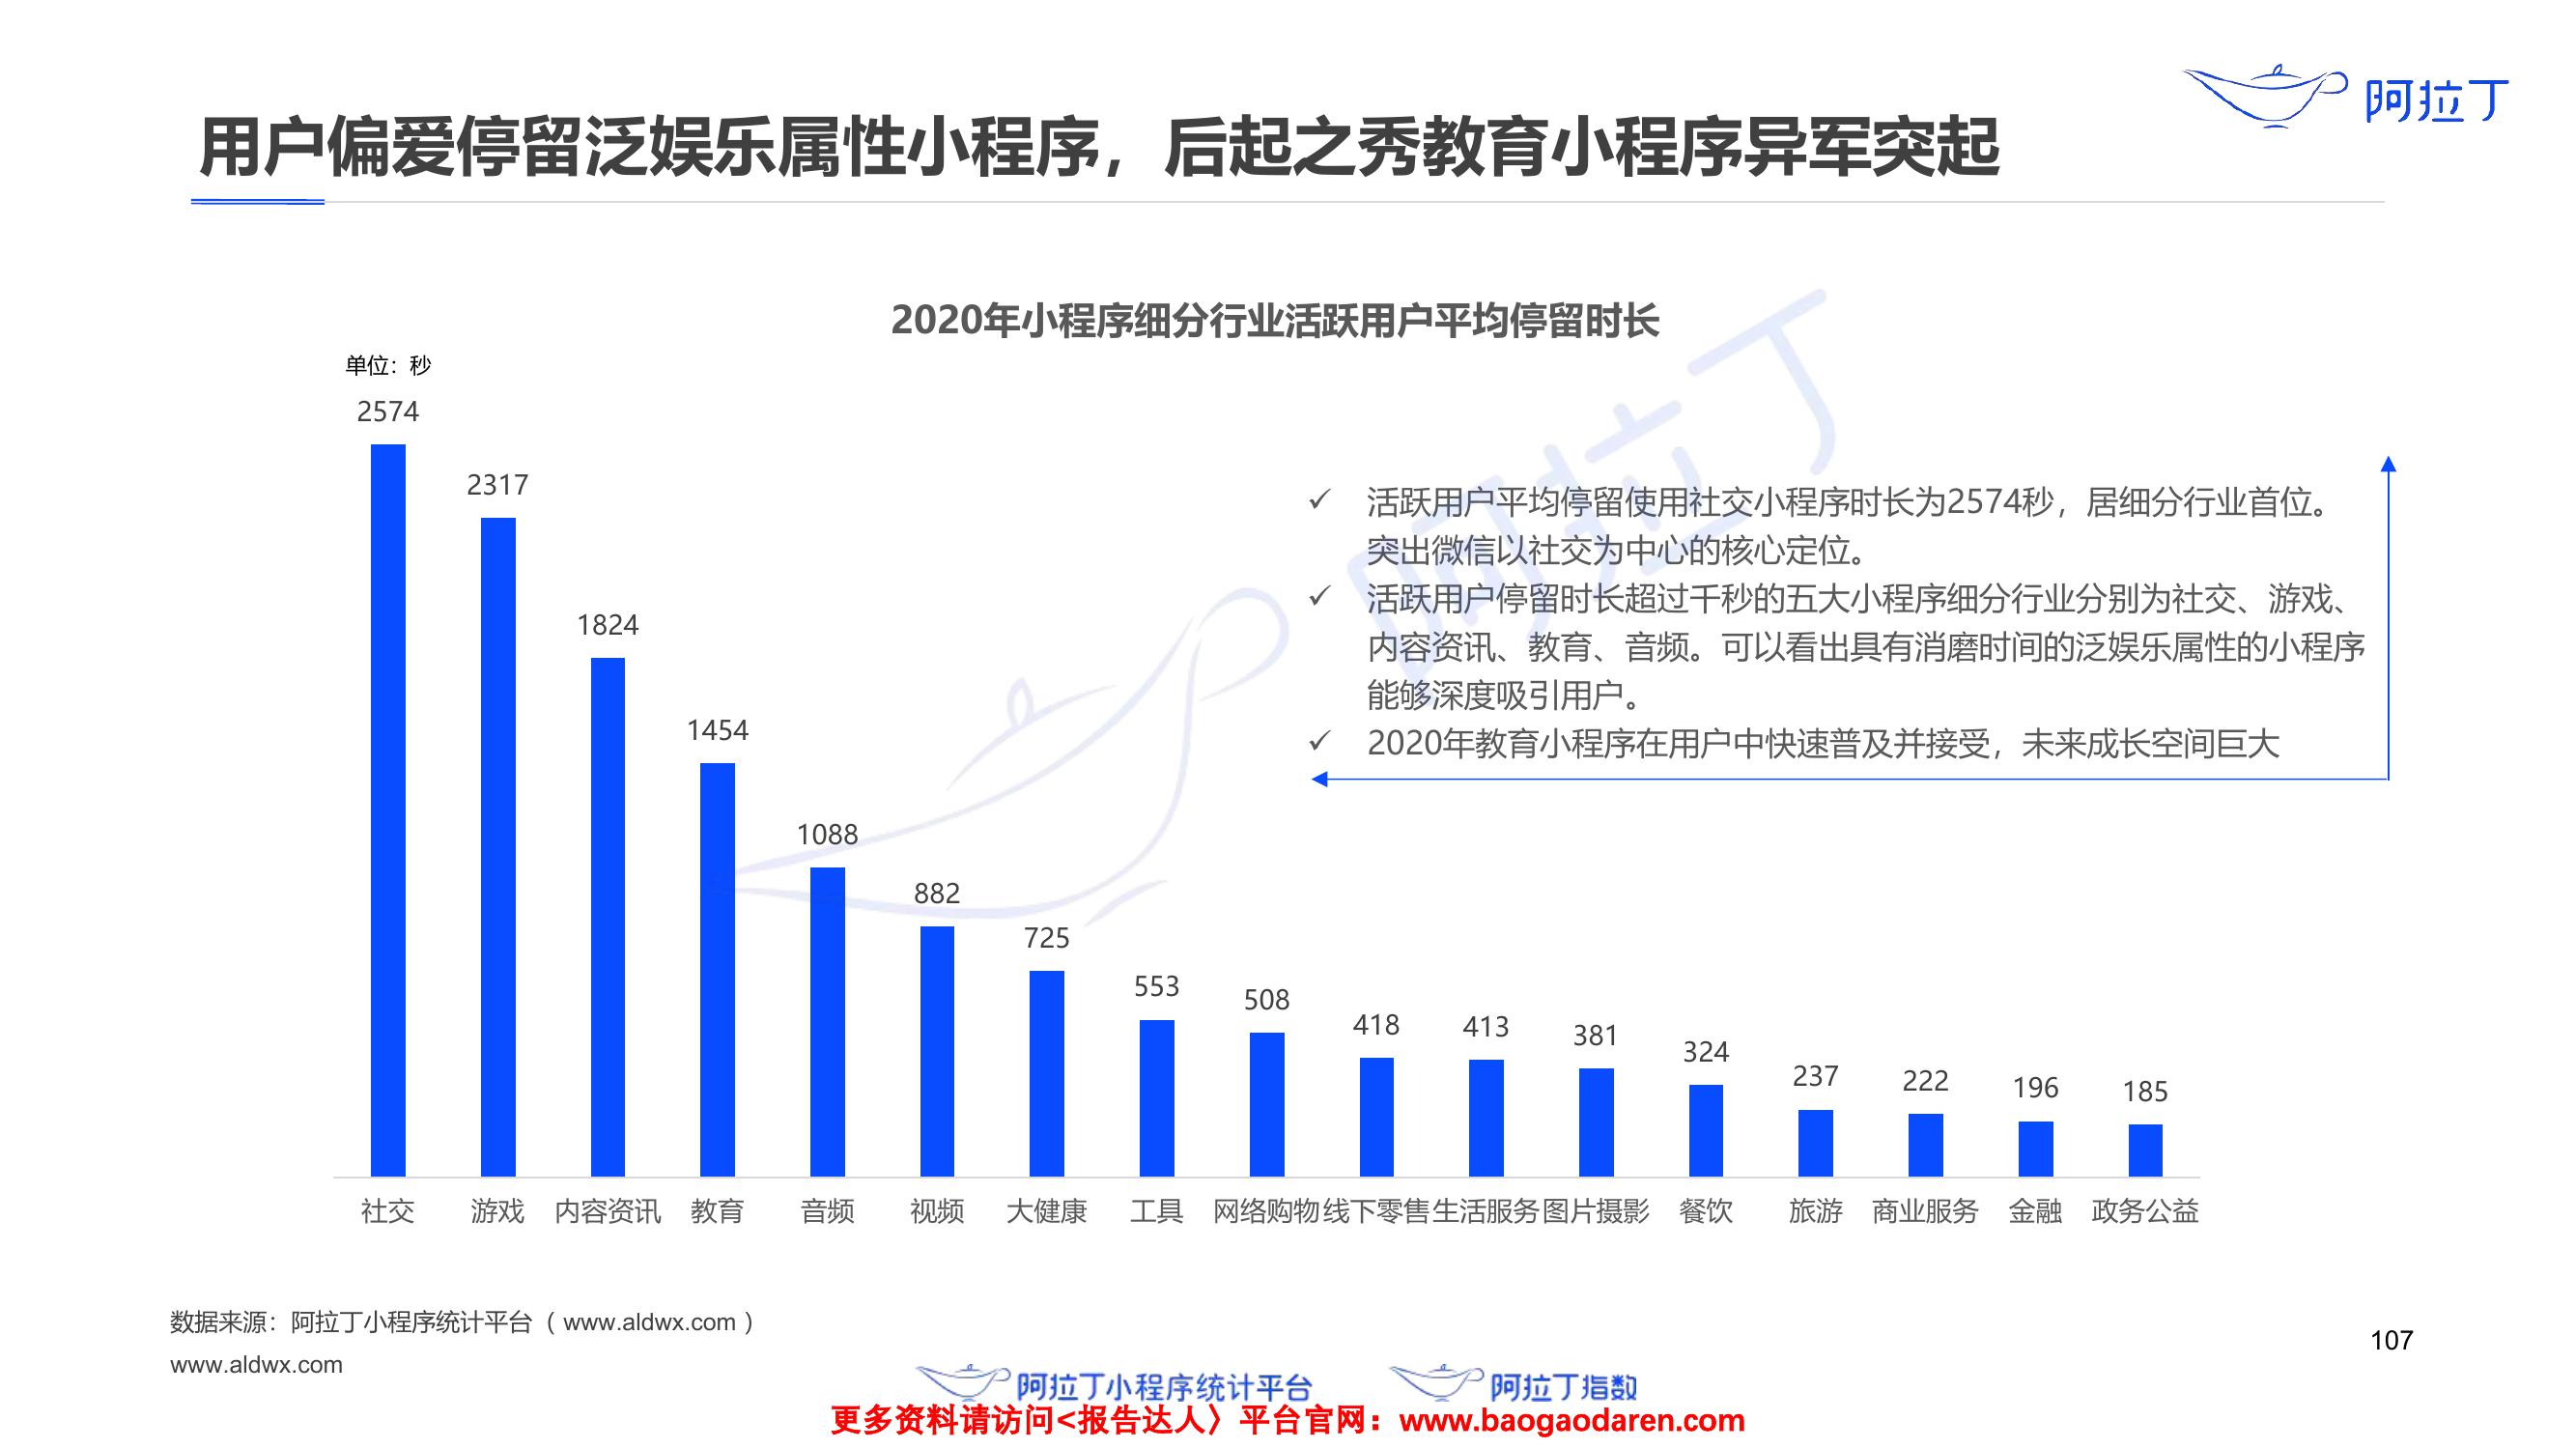 阿拉丁
用户偏爱停留泛娱乐属性小程序，后起之秀教育小程序异军突起
2020年小程序细分行业活跃用户平均停留时长
单位：秒
2574
2317
1824
1454
1088
882
725
553
508
418
413
381
324
237
222
196
185
阿拉丁
✓ 活跃用户平均停留使用社交小程序时长为2574秒，居细分行业首位。
突出微信以社交为中心的核心定位。
✓ 活跃用户停留时长超过千秒的五大小程序细分行业分别为社交、游戏、
内容资讯、教育、音频。可以看出具有消磨时间的泛娱乐属性的小程序
能够深度吸引用户。
✓ 2020年教育小程序在用户中快速普及并接受，未来成长空间巨大
社交 游戏 内容资讯 教育 音频 视频 大健康 工具 网络购物 线下零售 生活服务 图片摄影 餐饮 旅游 商业服务 金融 政务公益
数据来源：阿拉丁小程序统计平台（www.aldwx.com）
www.aldwx.com
107
阿拉丁小程序统计平台 阿拉丁指数
更多资料请访问<报告达人〉平台官网：www.baogaodaren.com